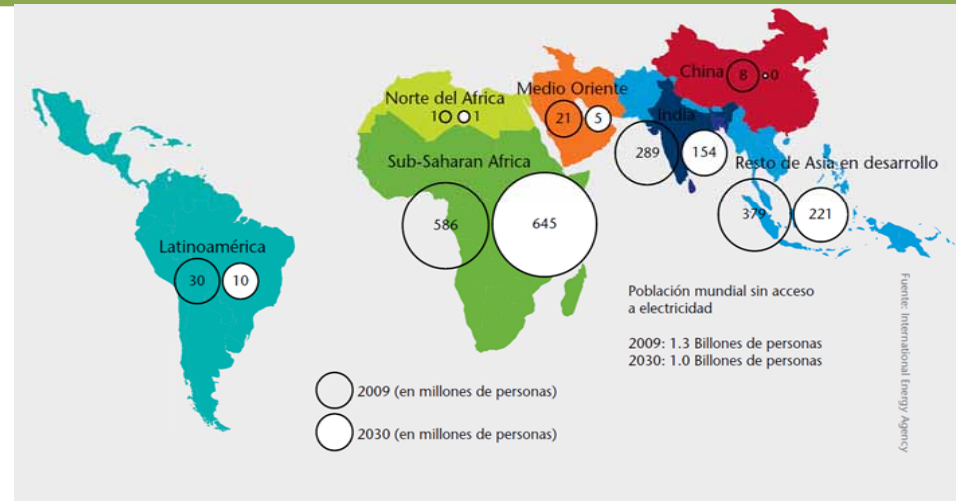 China 8 0
Medio Oriente
21 5
Norte del Africa
1 1
India
289 154
Sub-Saharan Africa
586 645
Resto de Asia en desarrollo
379 221
Latinoamérica
30 10
Población mundial sin acceso
a electricidad
2009: 1.3 Billones de personas
2030: 1.0 Billones de personas
2009 (en millones de personas)
2030 (en millones de personas)
Fuente: International Energy Agency